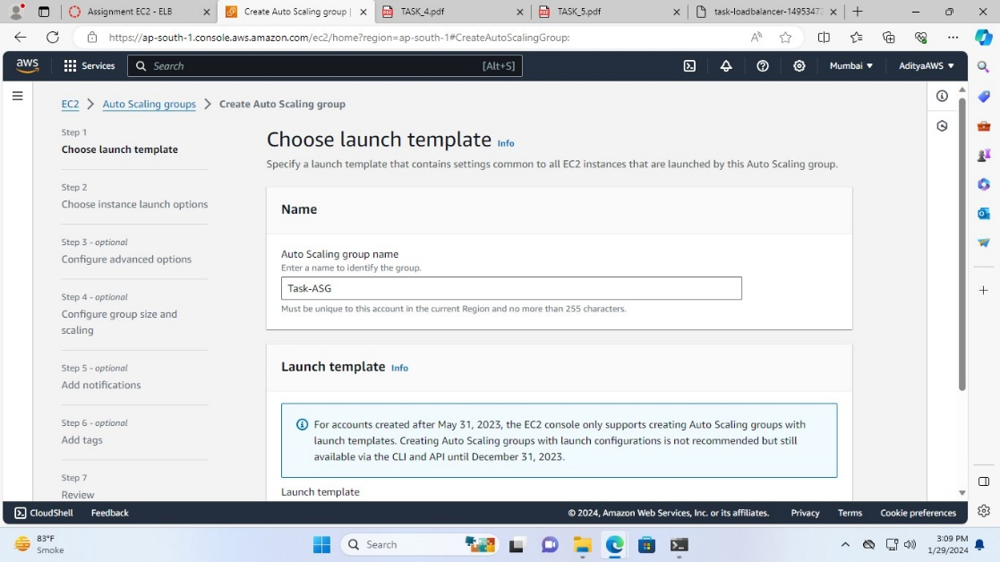 Assignment EC2 - ELB
Create Auto Scaling group |
TASK_4.pdf
TASK_5.pdf
task-loadbalancer-1495347
https://ap-south-1.console.aws.amazon.com/ec2/home?region=ap-south-1#CreateAutoScalingGroup:
aws
Services
Search
[Alt+S]
Mumbai
AdityaAWS
EC2 > Auto Scaling groups > Create Auto Scaling group
Step 1
Choose launch template
Step 2
Choose instance launch options
Step 3 - optional
Configure advanced options
Step 4 - optional
Configure group size and
scaling
Step 5 - optional
Add notifications
Step 6 - optional
Add tags
Step 7
Review
Choose launch template Info
Specify a launch template that contains settings common to all EC2 instances that are launched by this Auto Scaling group.
Name
Auto Scaling group name
Enter a name to identify the group.
Task-ASG
Must be unique to this account in the current Region and no more than 255 characters.
Launch template Info
For accounts created after May 31, 2023, the EC2 console only supports creating Auto Scaling groups with
launch templates. Creating Auto Scaling groups with launch configurations is not recommended but still
available via the CLI and API until December 31, 2023.
Launch template
CloudShell
Feedback
© 2024, Amazon Web Services, Inc. or its affiliates.
Privacy
Terms
Cookie preferences
83°F
Smoke
Search
3:09 PM
1/29/2024